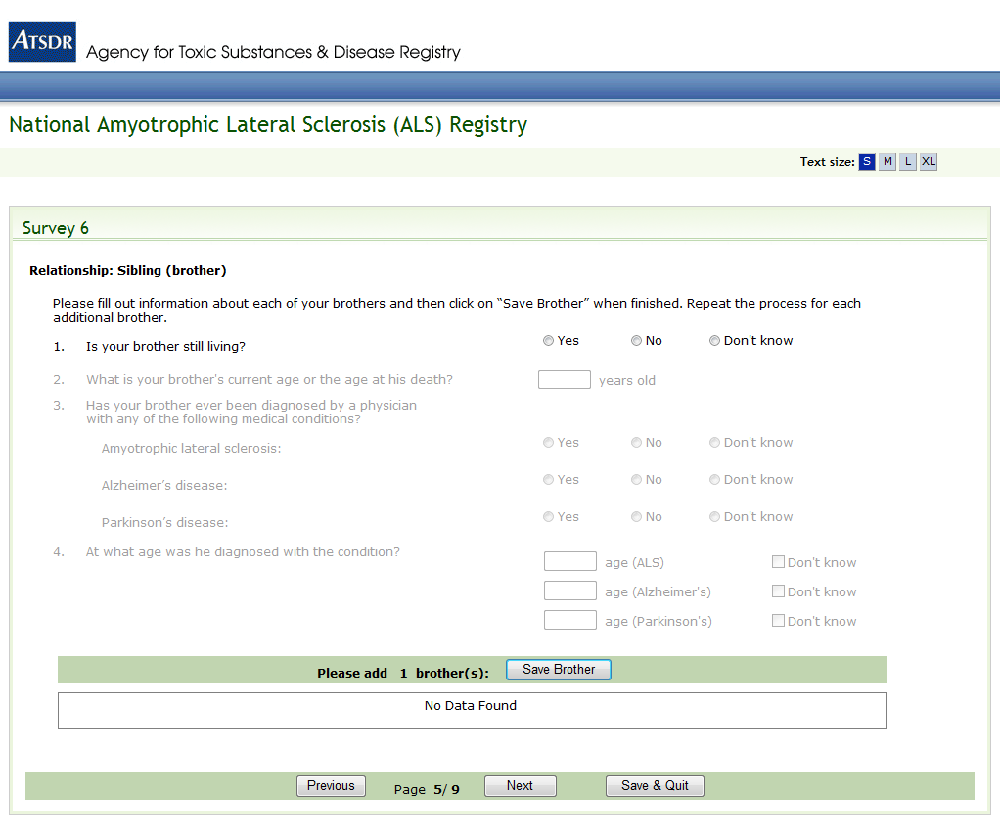 ATSDR
Agency for Toxic Substances & Disease Registry
National Amyotrophic Lateral Sclerosis (ALS) Registry
Text size: S M L XL
Survey 6
Relationship: Sibling (brother)
Please fill out information about each of your brothers and then click on “Save Brother” when finished. Repeat the process for each
additional brother.
1. Is your brother still living? Yes No Don't know
2. What is your brother's current age or the age at his death? years old
3. Has your brother ever been diagnosed by a physician
with any of the following medical conditions?
Amyotrophic lateral sclerosis: Yes No Don't know
Alzheimer’s disease: Yes No Don't know
Parkinson’s disease: Yes No Don't know
4. At what age was he diagnosed with the condition?
age (ALS) Don't know
age (Alzheimer's) Don't know
age (Parkinson's) Don't know
Please add 1 brother(s): Save Brother
No Data Found
Previous Page 5/ 9 Next Save & Quit